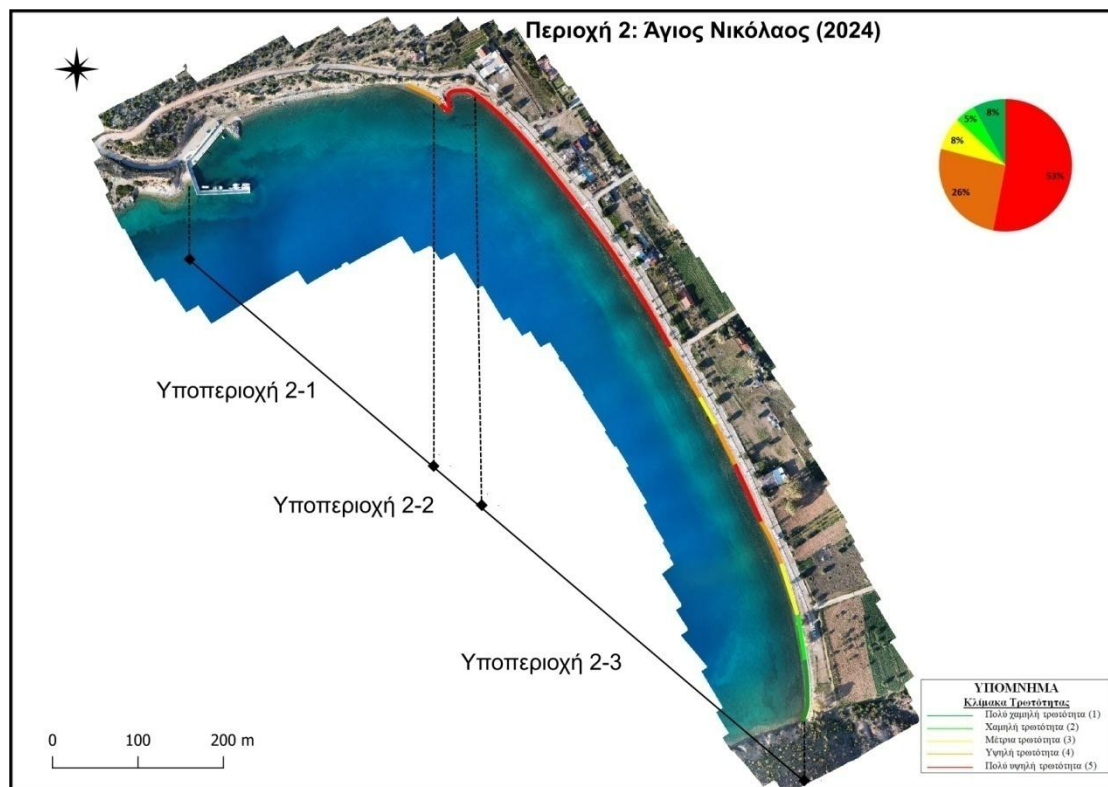 Περιοχή 2: Άγιος Νικόλαος (2024)
5%
8%
8%
26%
53%
Υποπεριοχή 2-1
Υποπεριοχή 2-2
Υποπεριοχή 2-3
0 100 200 m
ΥΠΟΜΝΗΜΑ
Κλίμακα Τρωτότητας
Πολύ χαμηλή τρωτότητα (1)
Χαμηλή τρωτότητα (2)
Μέτρια τρωτότητα (3)
Υψηλή τρωτότητα (4)
Πολύ υψηλή τρωτότητα (5)